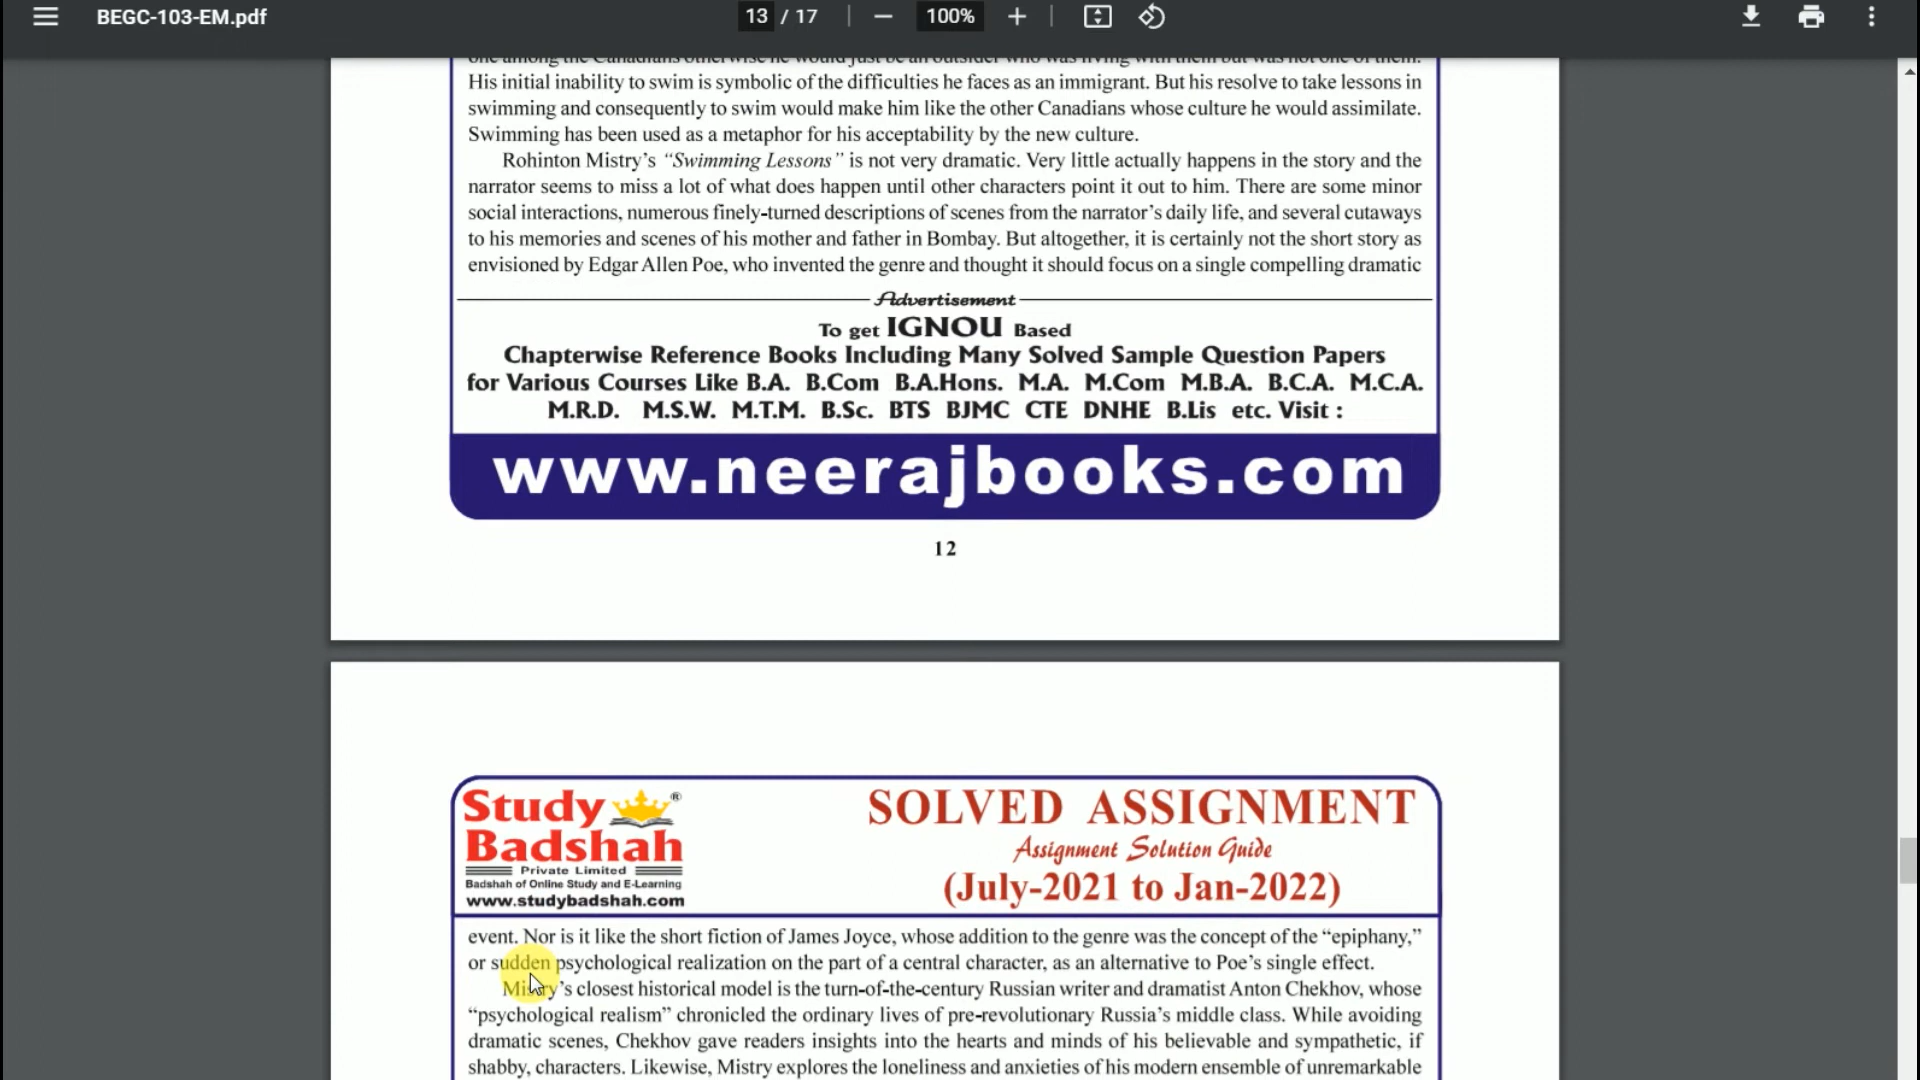 BEGC-103-EM.pdf
13 / 17
100%
one among the Canadians otherwise he would just be an outsider who was living with them but was not one of them.
His initial inability to swim is symbolic of the difficulties he faces as an immigrant. But his resolve to take lessons in
swimming and consequently to swim would make him like the other Canadians whose culture he would assimilate.
Swimming has been used as a metaphor for his acceptability by the new culture.
Rohinton Mistry's “Swimming Lessons” is not very dramatic. Very little actually happens in the story and the
narrator seems to miss a lot of what does happen until other characters point it out to him. There are some minor
social interactions, numerous finely-turned descriptions of scenes from the narrator's daily life, and several cutaways
to his memories and scenes of his mother and father in Bombay. But altogether, it is certainly not the short story as
envisioned by Edgar Allen Poe, who invented the genre and thought it should focus on a single compelling dramatic
Advertisement
To get IGNOU Based
Chapterwise Reference Books Including Many Solved Sample Question Papers
for Various Courses Like B.A. B.Com B.A.Hons. M.A. M.Com M.B.A. B.C.A. M.C.A.
M.R.D. M.S.W. M.T.M. B.Sc. BTS BJMC CTE DNHE B.Lis etc. Visit :
www.neerajbooks.com
12
Study
Badshah
®
Private Limited
Badshah of Online Study and E-Learning
www.studybadshah.com
SOLVED ASSIGNMENT
Assignment Solution Guide
(July-2021 to Jan-2022)
event. Nor is it like the short fiction of James Joyce, whose addition to the genre was the concept of the “epiphany,”
or sudden psychological realization on the part of a central character, as an alternative to Poe's single effect.
Mistry's closest historical model is the turn-of-the-century Russian writer and dramatist Anton Chekhov, whose
“psychological realism” chronicled the ordinary lives of pre-revolutionary Russia's middle class. While avoiding
dramatic scenes, Chekhov gave readers insights into the hearts and minds of his believable and sympathetic, if
shabby, characters. Likewise, Mistry explores the loneliness and anxieties of his modern ensemble of unremarkable